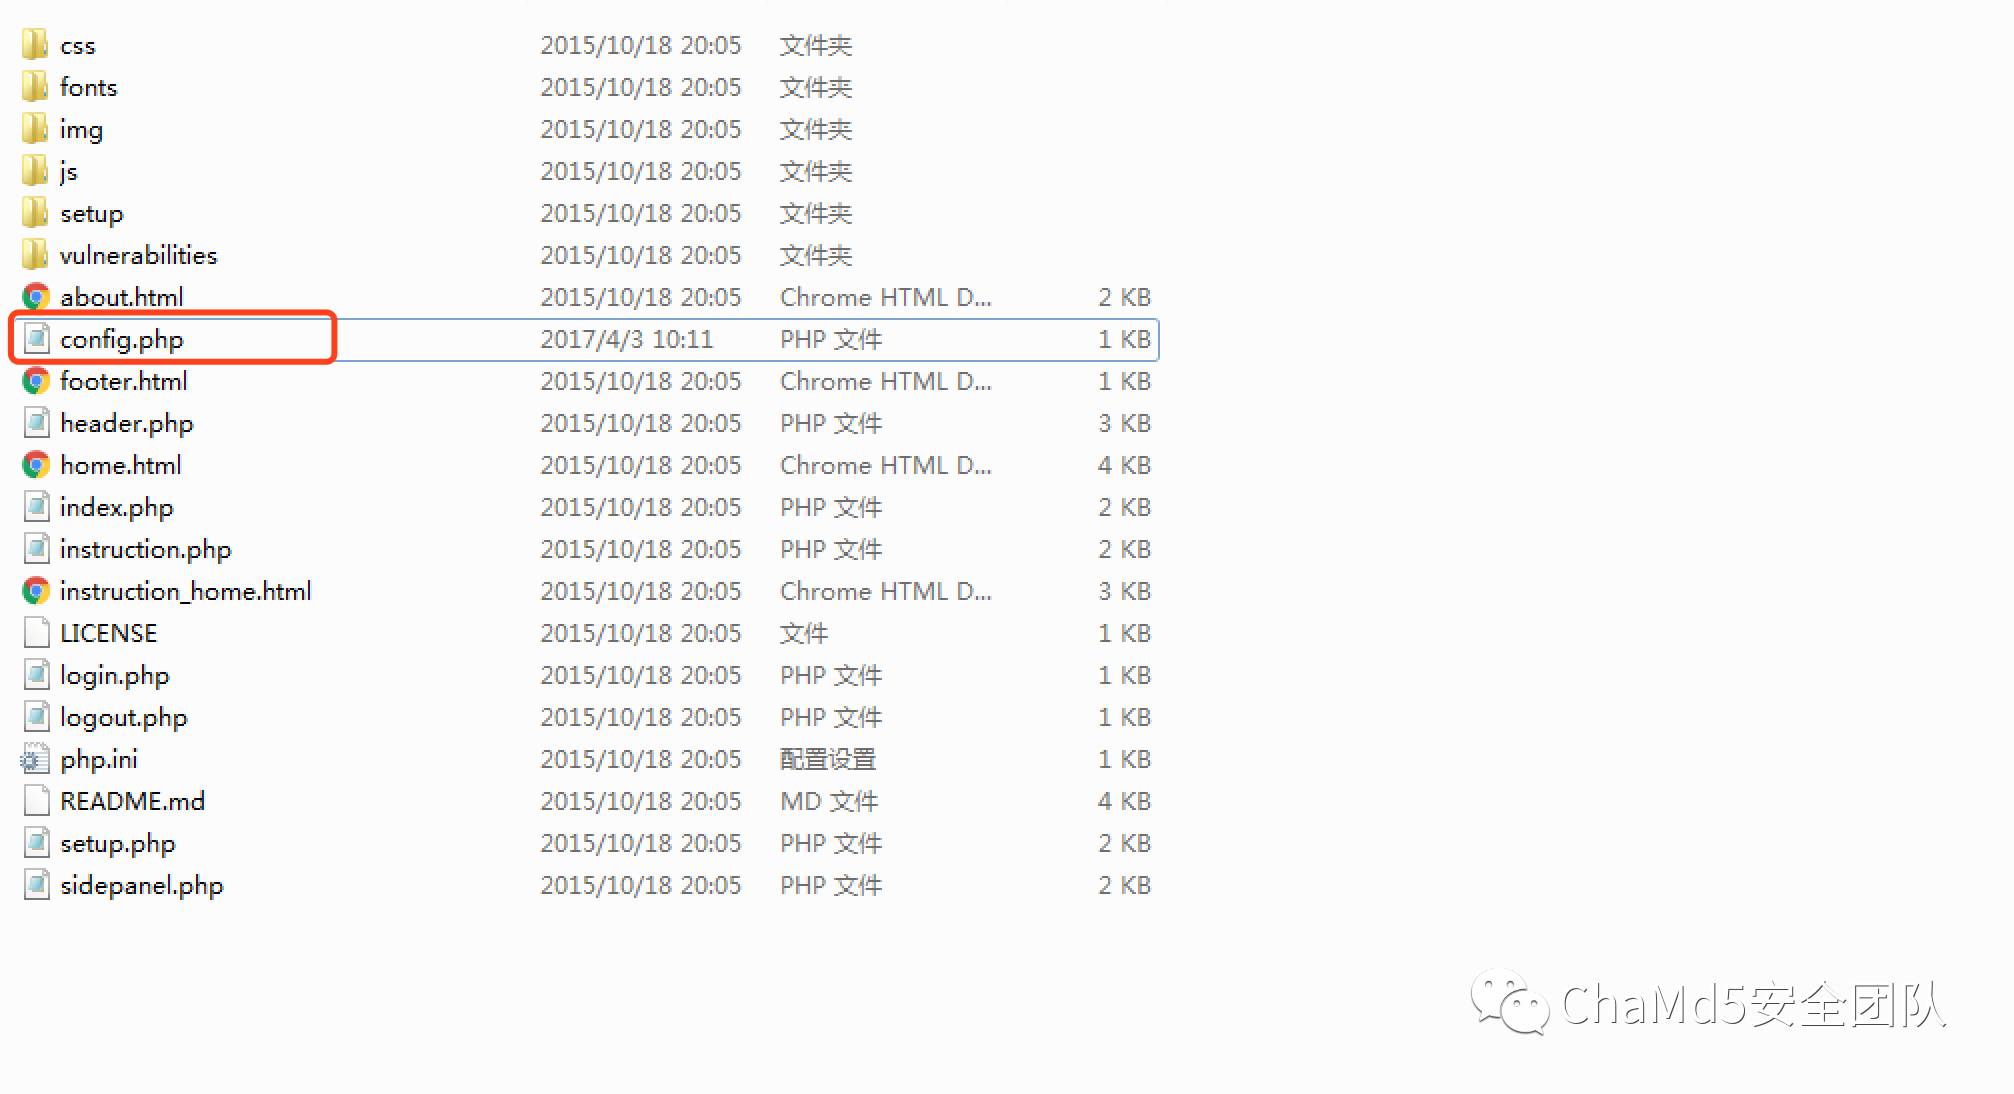 css 2015/10/18 20:05 文件夹
fonts 2015/10/18 20:05 文件夹
img 2015/10/18 20:05 文件夹
js 2015/10/18 20:05 文件夹
setup 2015/10/18 20:05 文件夹
vulnerabilities 2015/10/18 20:05 文件夹
about.html 2015/10/18 20:05 Chrome HTML D... 2 KB
config.php 2017/4/3 10:11 PHP 文件 1 KB
footer.html 2015/10/18 20:05 Chrome HTML D... 1 KB
header.php 2015/10/18 20:05 PHP 文件 3 KB
home.html 2015/10/18 20:05 Chrome HTML D... 4 KB
index.php 2015/10/18 20:05 PHP 文件 2 KB
instruction.php 2015/10/18 20:05 PHP 文件 2 KB
instruction_home.html 2015/10/18 20:05 Chrome HTML D... 3 KB
LICENSE 2015/10/18 20:05 文件 1 KB
login.php 2015/10/18 20:05 PHP 文件 1 KB
logout.php 2015/10/18 20:05 PHP 文件 1 KB
php.ini 2015/10/18 20:05 配置设置 1 KB
README.md 2015/10/18 20:05 MD 文件 4 KB
setup.php 2015/10/18 20:05 PHP 文件 2 KB
sidepanel.php 2015/10/18 20:05 PHP 文件 2 KB
ChaMd5安全团队